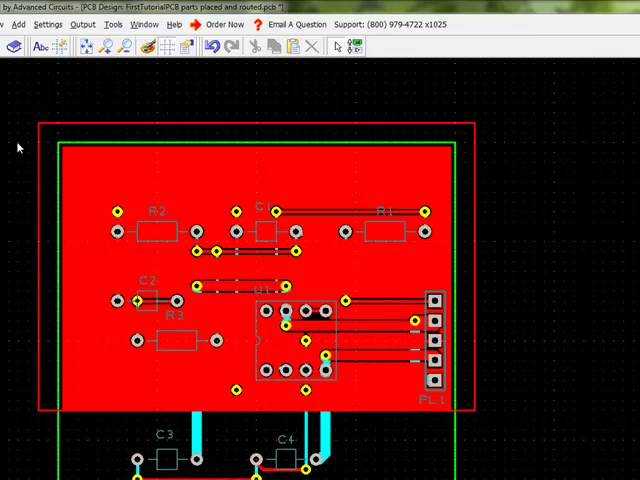 by Advanced Circuits - [PCB Design: FirstTutorialPCB parts placed and routed.pcb *]
Add Settings Output Tools Window Help Order Now ? Email A Question Support: (800) 979-4722 x1025
Abc
R2 C1 R1
C2 U1
R3
PL1
C3 C4